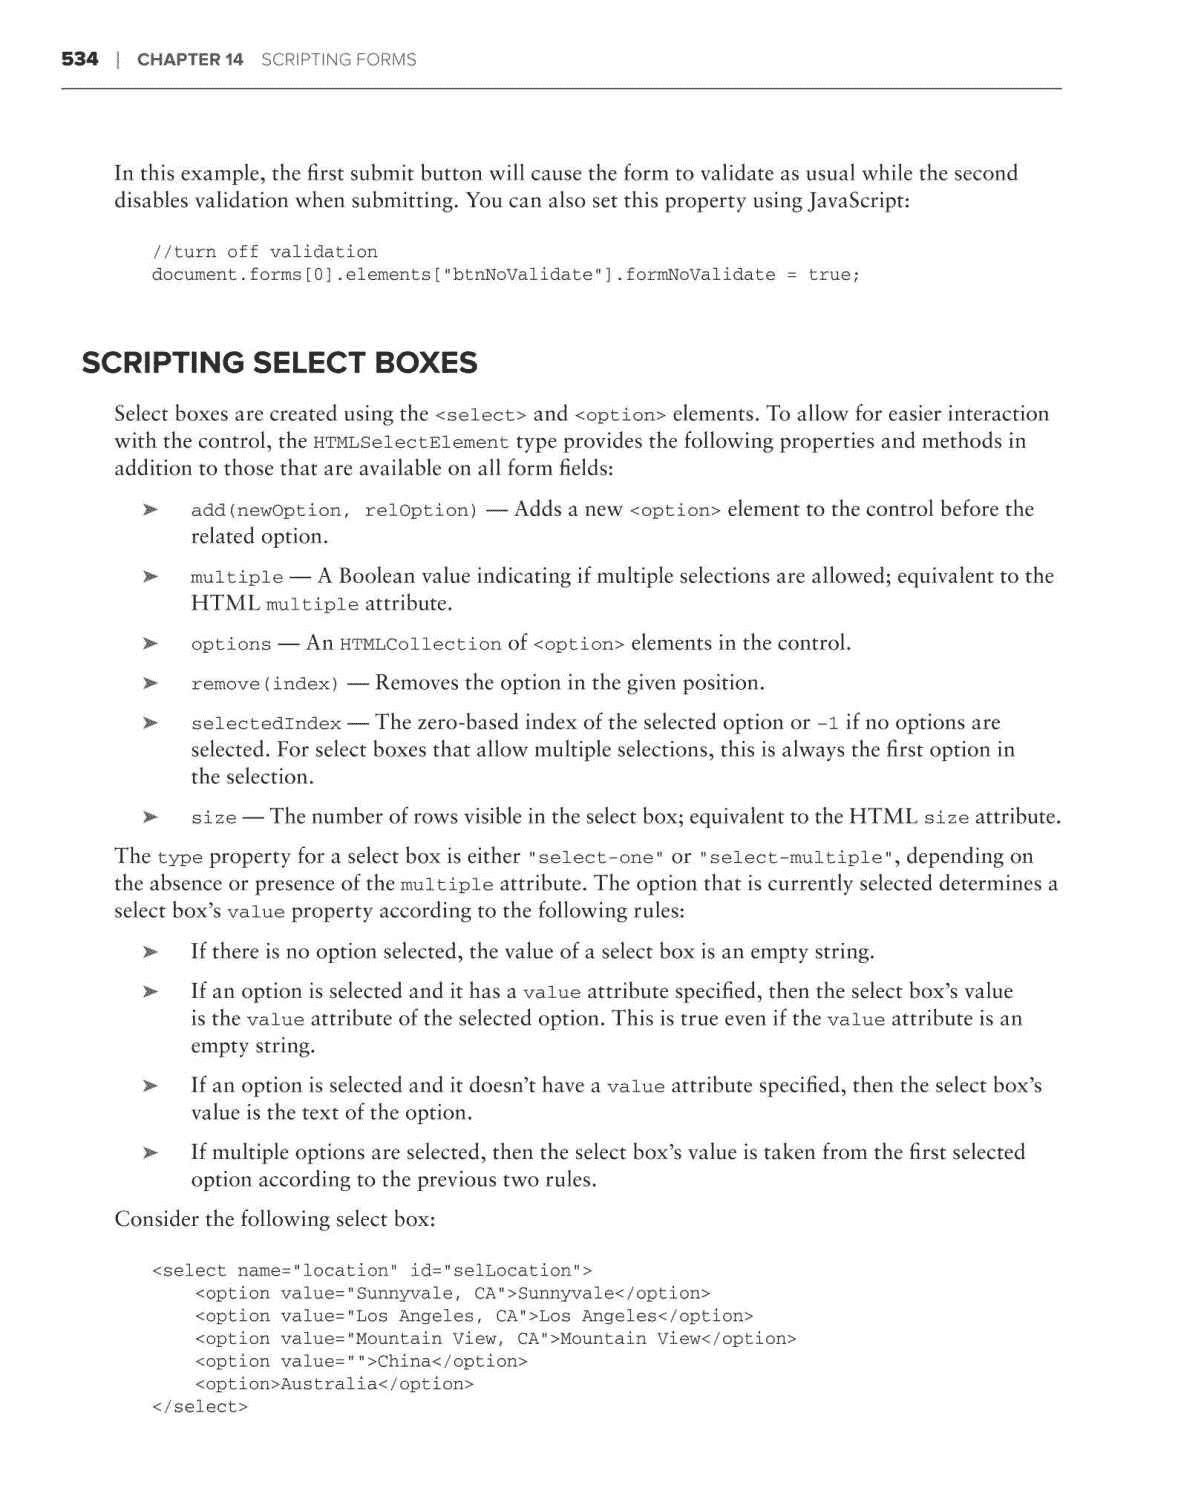 534 | CHAPTER 14 SCRIPTING FORMS
In this example, the first submit button will cause the form to validate as usual while the second
disables validation when submitting. You can also set this property using JavaScript:
//turn off validation
document.forms[0].elements["btnNoValidate"].formNoValidate = true;
SCRIPTING SELECT BOXES
Select boxes are created using the <select> and <option> elements. To allow for easier interaction
with the control, the HTMLSelectElement type provides the following properties and methods in
addition to those that are available on all form fields:
➤ add(newOption, relOption) — Adds a new <option> element to the control before the
related option.
➤ multiple — A Boolean value indicating if multiple selections are allowed; equivalent to the
HTML multiple attribute.
➤ options — An HTMLCollection of <option> elements in the control.
➤ remove(index) — Removes the option in the given position.
➤ selectedIndex — The zero-based index of the selected option or -1 if no options are
selected. For select boxes that allow multiple selections, this is always the first option in
the selection.
➤ size — The number of rows visible in the select box; equivalent to the HTML size attribute.
The type property for a select box is either "select-one" or "select-multiple", depending on
the absence or presence of the multiple attribute. The option that is currently selected determines a
select box's value property according to the following rules:
➤ If there is no option selected, the value of a select box is an empty string.
➤ If an option is selected and it has a value attribute specified, then the select box's value
is the value attribute of the selected option. This is true even if the value attribute is an
empty string.
➤ If an option is selected and it doesn't have a value attribute specified, then the select box's
value is the text of the option.
➤ If multiple options are selected, then the select box's value is taken from the first selected
option according to the previous two rules.
Consider the following select box:
<select name="location" id="selLocation">
    <option value="Sunnyvale, CA">Sunnyvale</option>
    <option value="Los Angeles, CA">Los Angeles</option>
    <option value="Mountain View, CA">Mountain View</option>
    <option value="">China</option>
    <option>Australia</option>
</select>